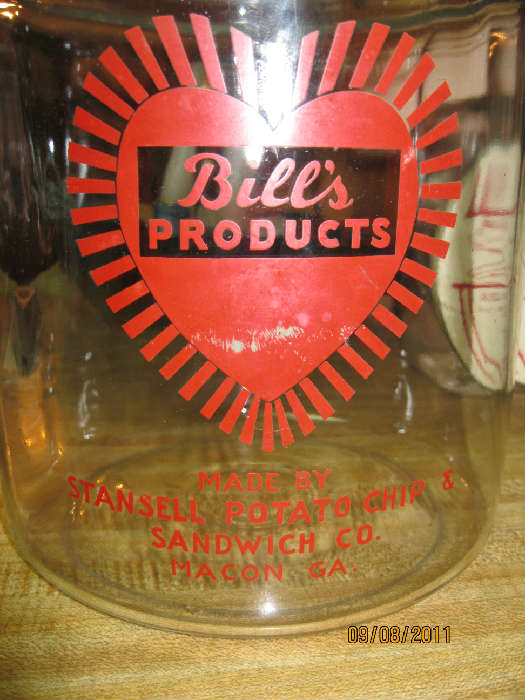 Bill's
PRODUCTS
MADE BY
STANSELL POTATO CHIP &
SANDWICH CO.
MACON GA.
09/08/2011